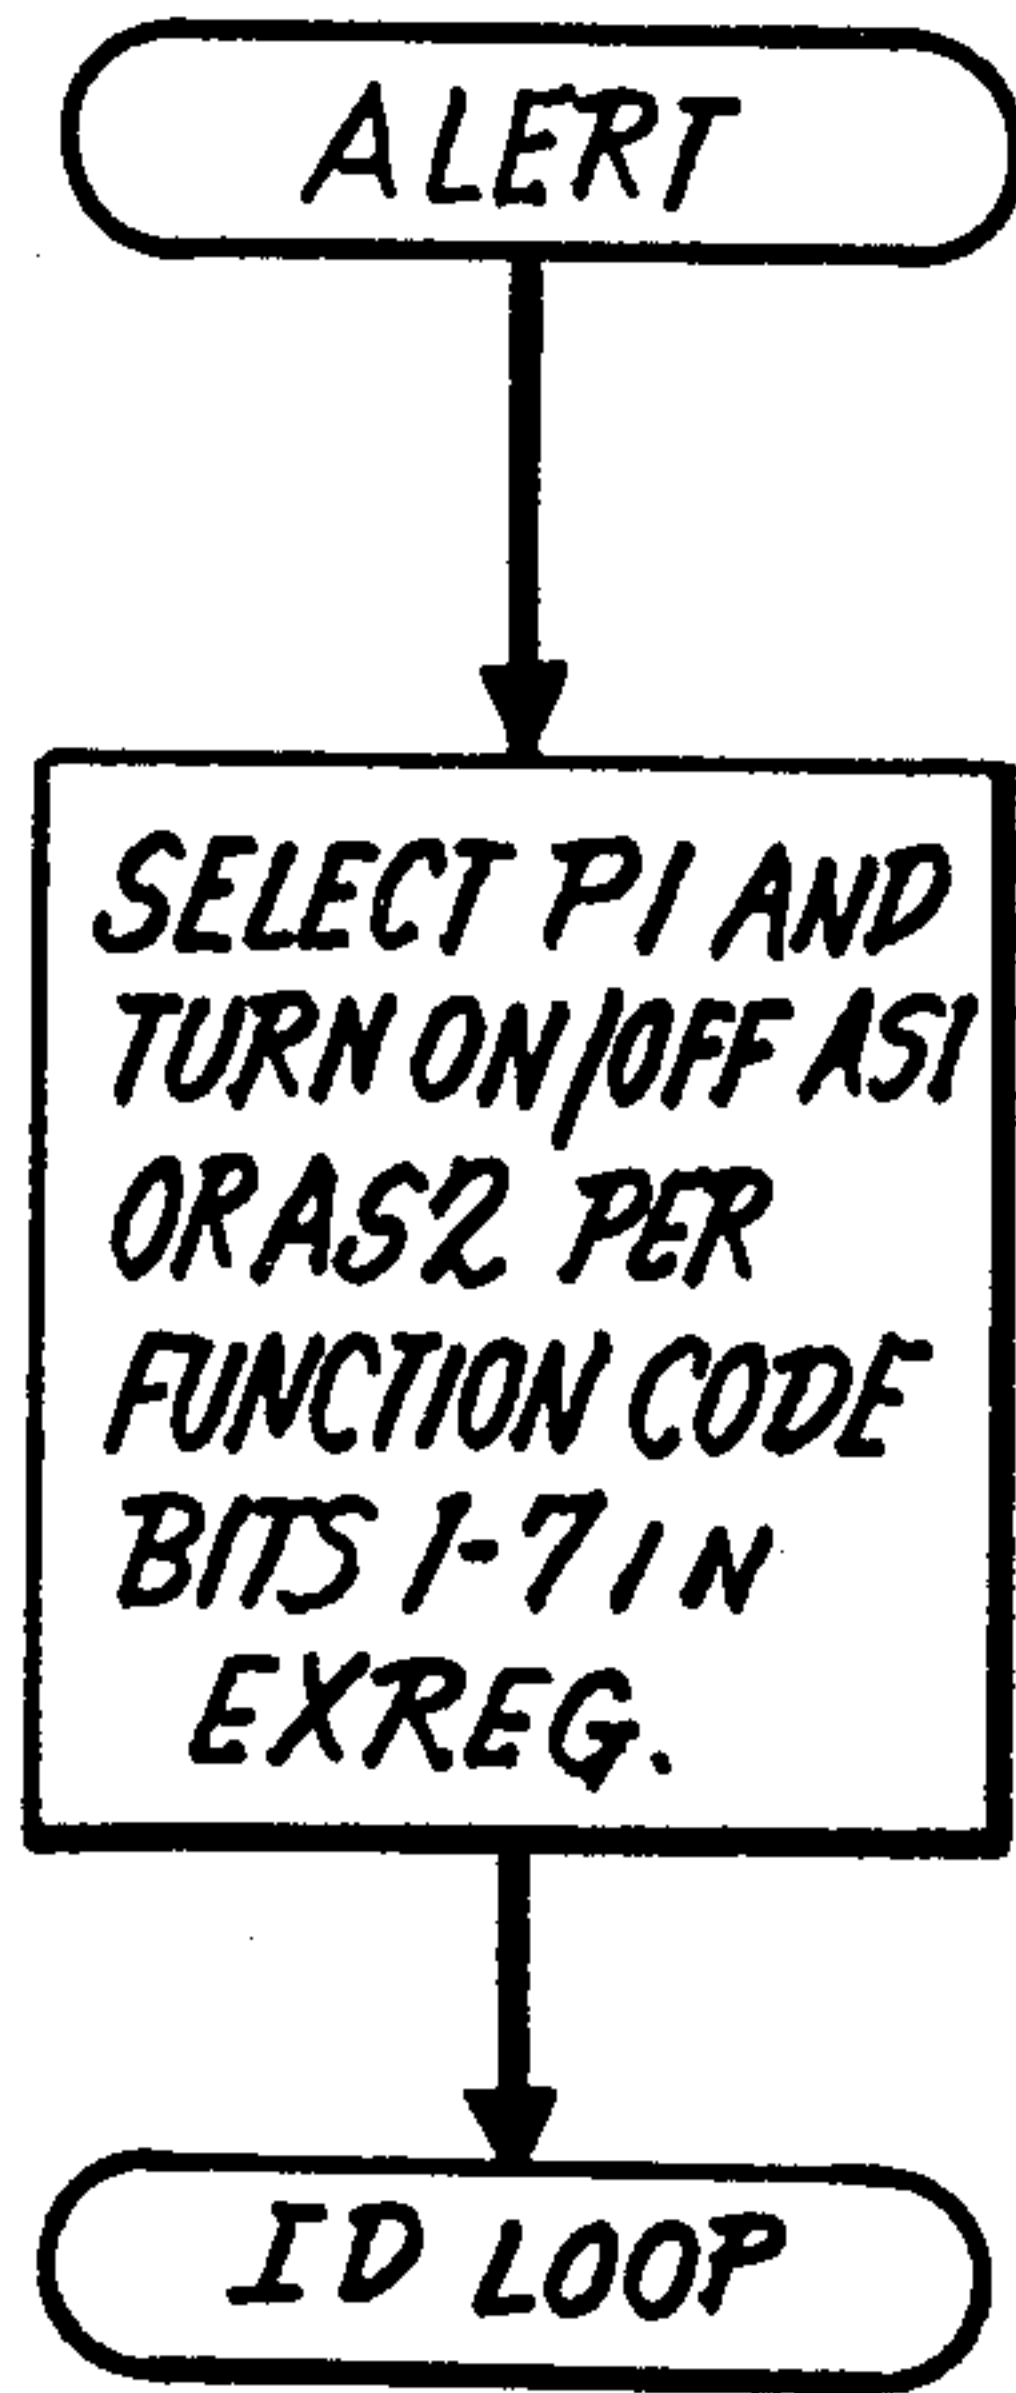 ALERT
SELECT P1 AND
TURN ON/OFF AS1
OR AS2 PER
FUNCTION CODE
BITS 1-7 IN
EXREG.
ID LOOP